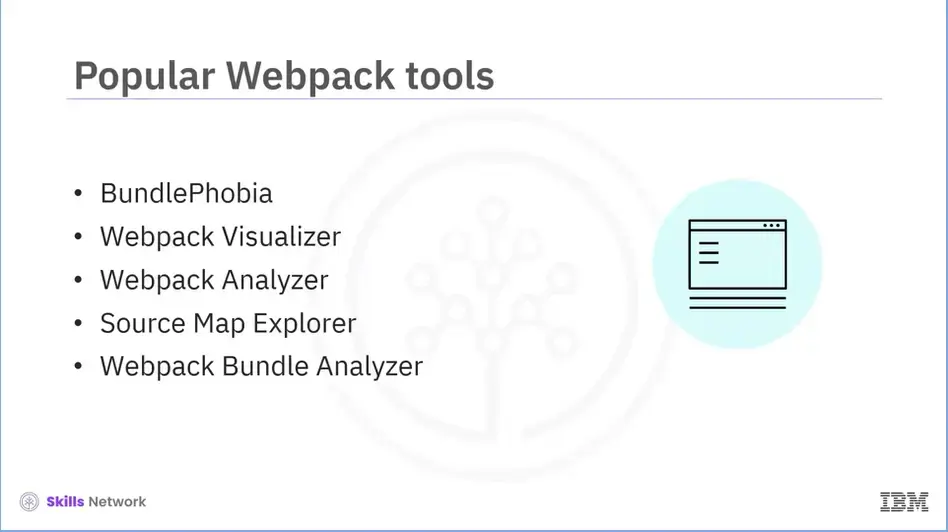 Popular Webpack tools
• BundlePhobia
• Webpack Visualizer
• Webpack Analyzer
• Source Map Explorer
• Webpack Bundle Analyzer
Skills Network
IBM